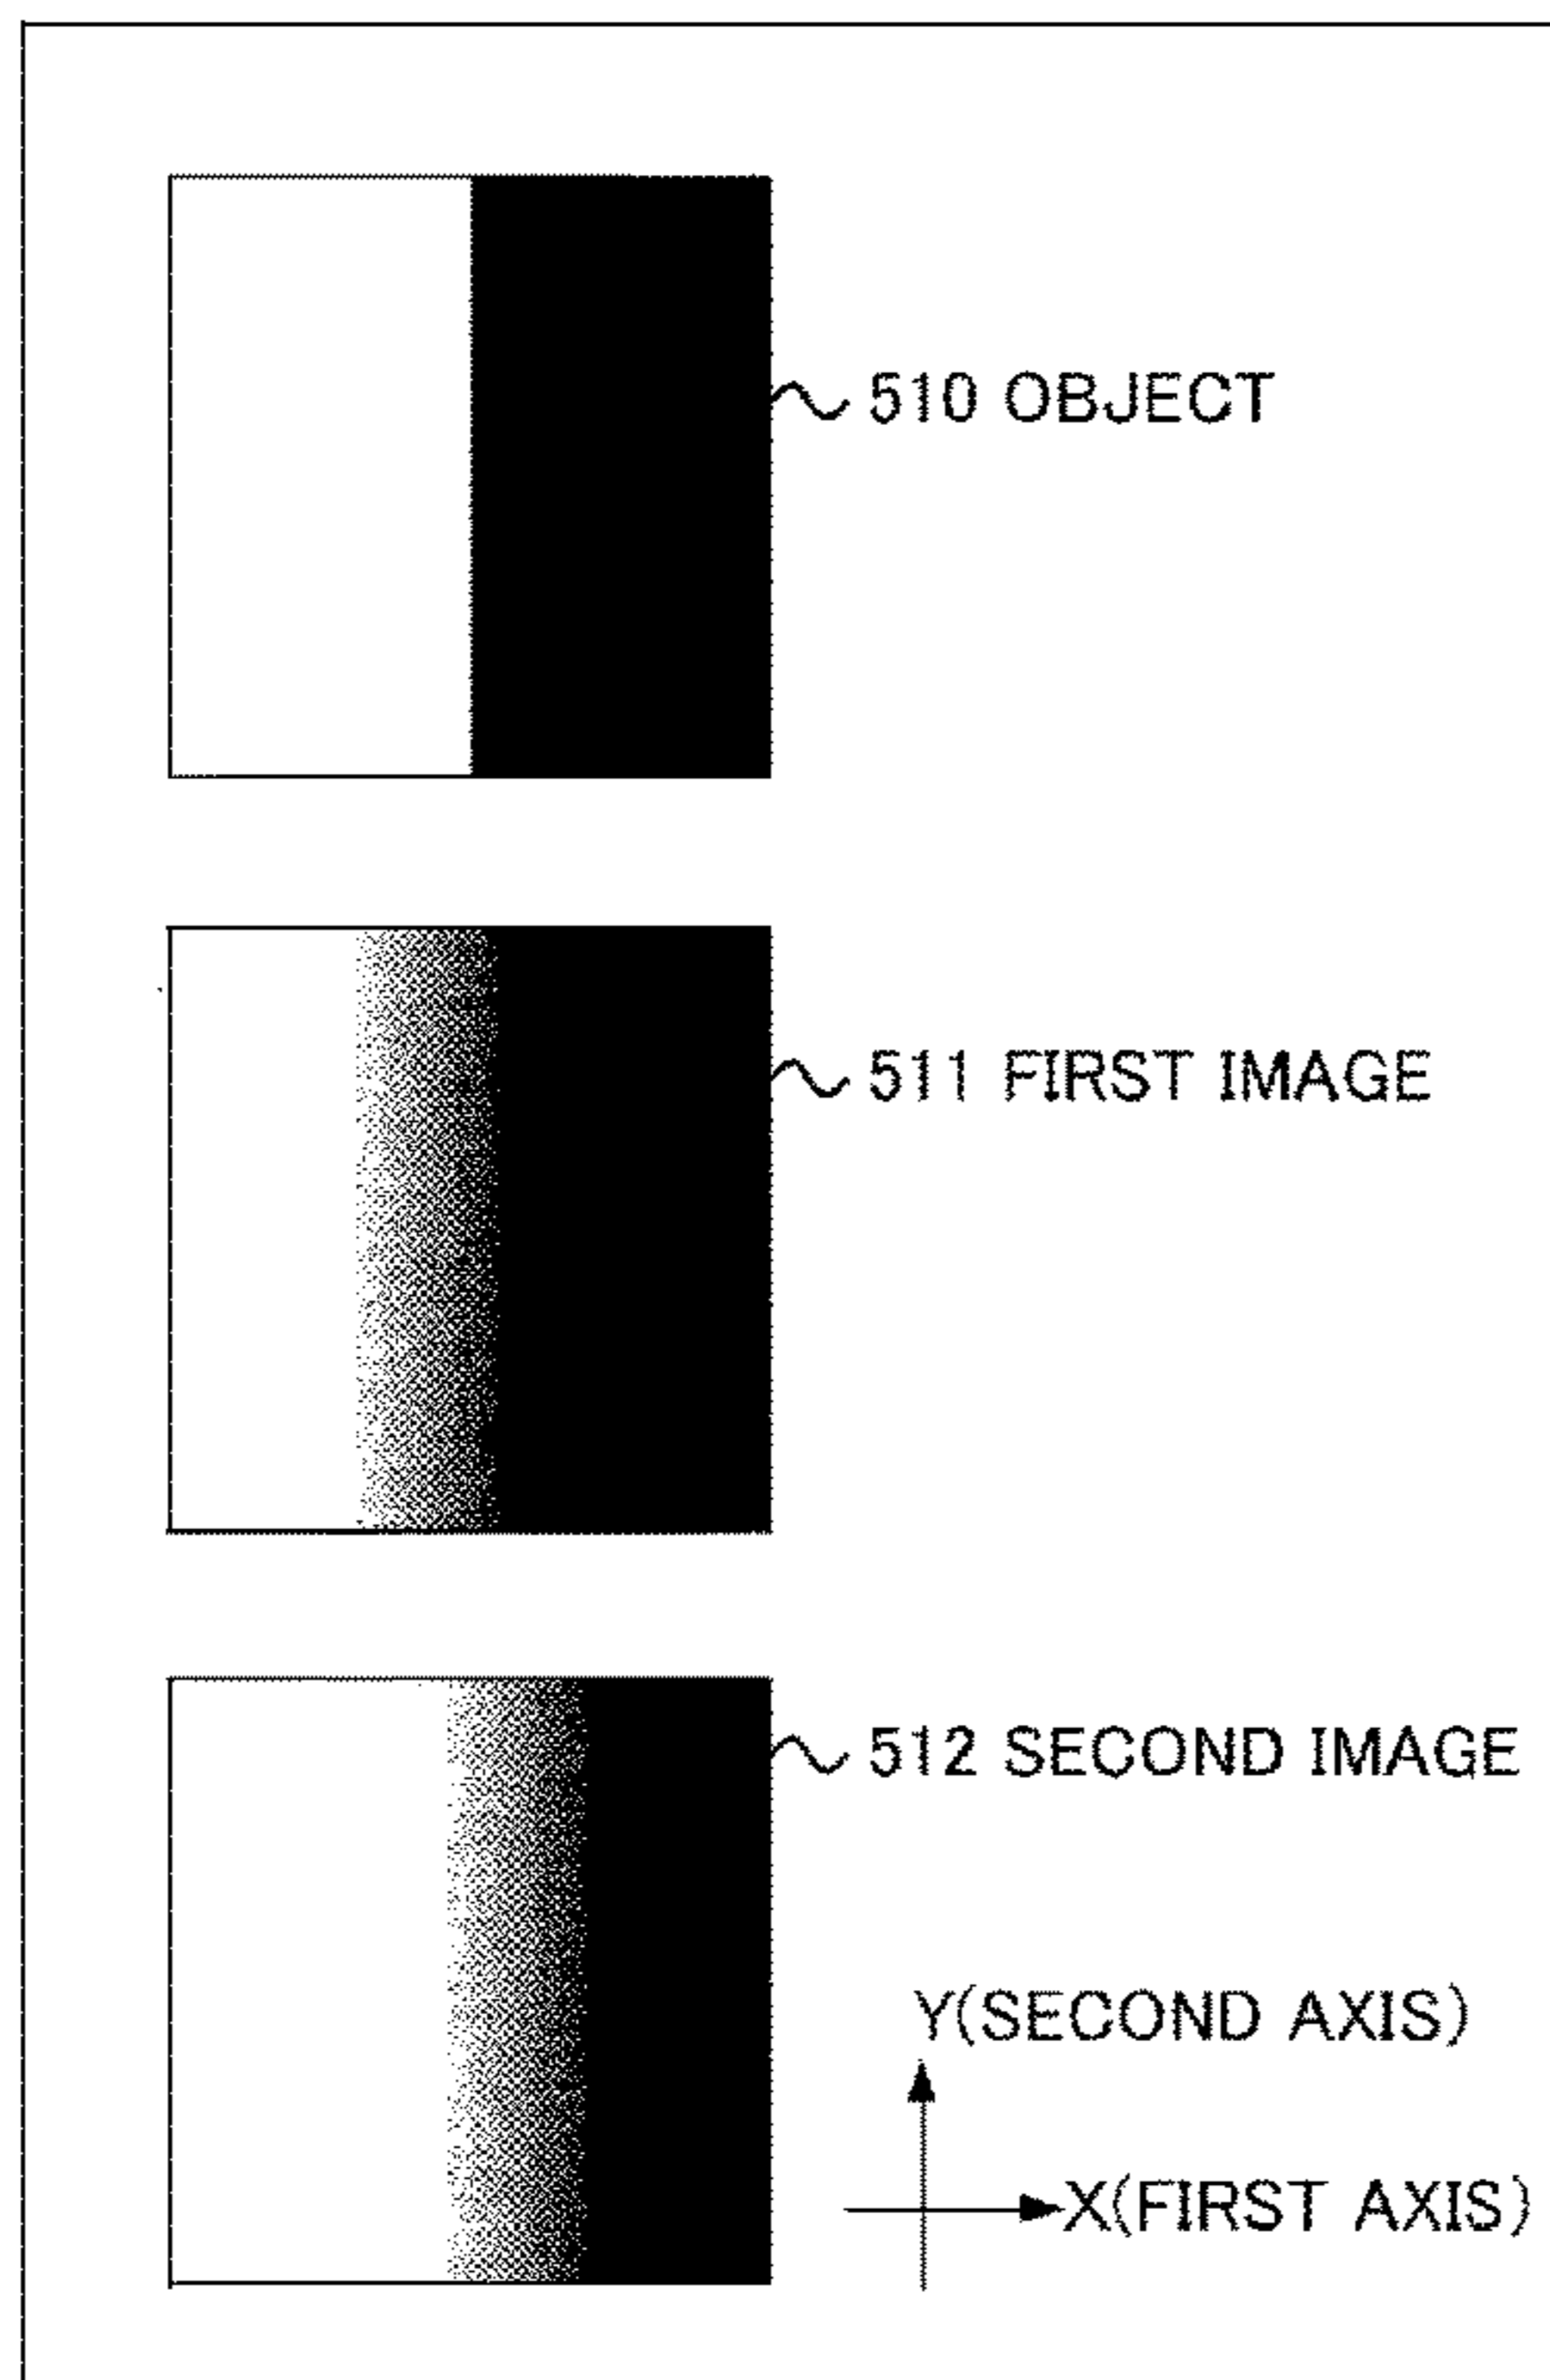 510 OBJECT
511 FIRST IMAGE
512 SECOND IMAGE
Y(SECOND AXIS)
X(FIRST AXIS)